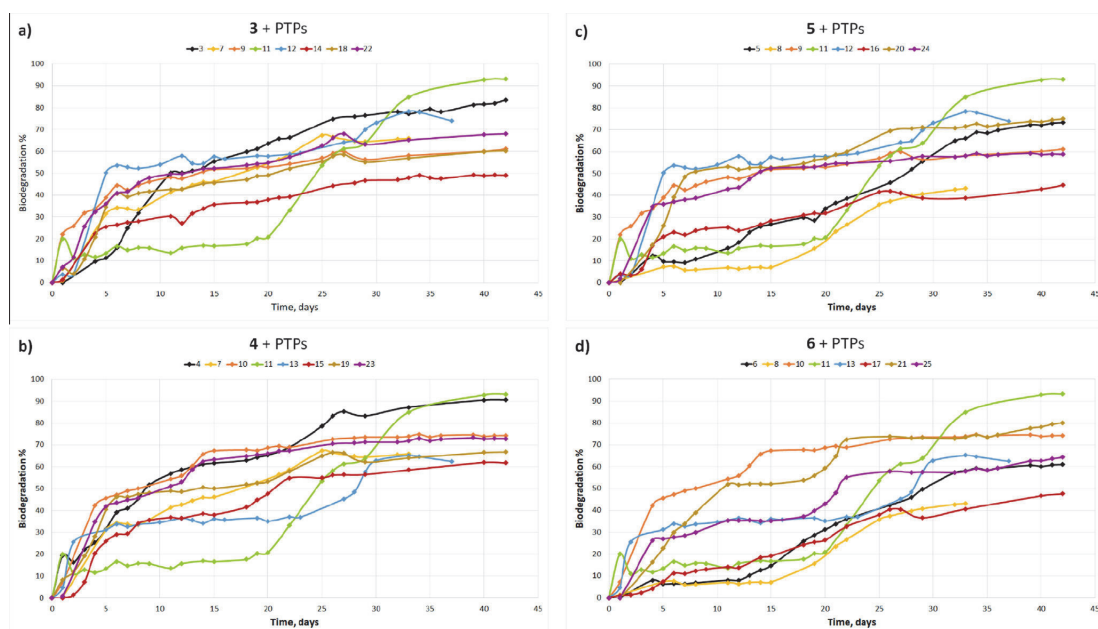 a)
3 + PTPs
3 7 9 11 12 14 18 22
Biodegradation %
100
90
80
70
60
50
40
30
20
10
0
0 5 10 15 20 25 30 35 40 45
Time, days
c)
5 + PTPs
5 8 9 11 12 16 20 24
Biodegradation %
100
90
80
70
60
50
40
30
20
10
0
0 5 10 15 20 25 30 35 40 45
Time, days
b)
4 + PTPs
4 7 10 11 13 15 19 23
Biodegradation %
100
90
80
70
60
50
40
30
20
10
0
0 5 10 15 20 25 30 35 40 45
Time, days
d)
6 + PTPs
6 8 10 11 13 17 21 25
Biodegradation %
100
90
80
70
60
50
40
30
20
10
0
0 5 10 15 20 25 30 35 40 45
Time, days